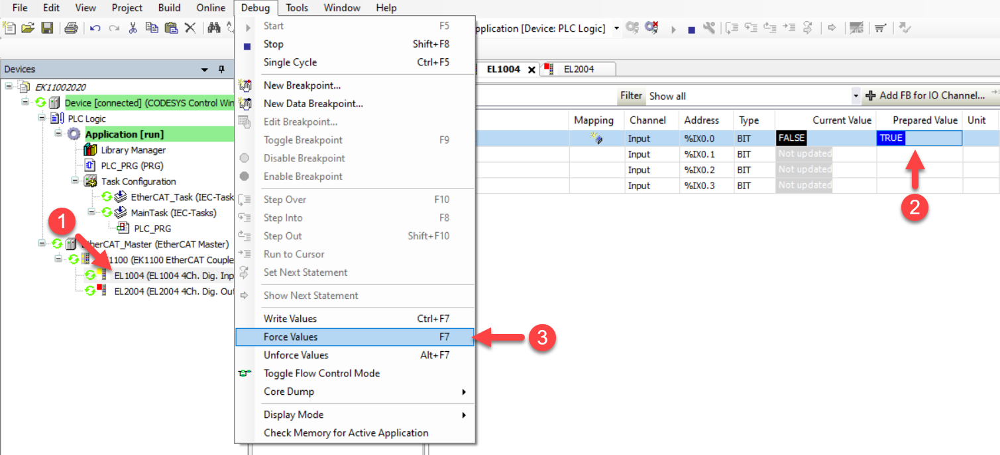 File Edit View Project Build Online Debug Tools Window Help
pplication [Device: PLC Logic]
Devices
EK11002020
Device [connected] (CODESYS Control Win
PLC Logic
Application [run]
Library Manager
PLC_PRG (PRG)
Task Configuration
EtherCAT_Task (IEC-Task
MainTask (IEC-Tasks)
PLC_PRG
therCAT_Master (EtherCAT Master)
1100 (EK1100 EtherCAT Couple
EL1004 (EL1004 4Ch. Dig. Inp
EL2004 (EL2004 4Ch. Dig. Ou
1
Start F5
Stop Shift+F8
Single Cycle Ctrl+F5
New Breakpoint...
New Data Breakpoint...
Edit Breakpoint...
Toggle Breakpoint F9
Disable Breakpoint
Enable Breakpoint
Step Over F10
Step Into F8
Step Out Shift+F10
Run to Cursor
Set Next Statement
Show Next Statement
Write Values Ctrl+F7
Force Values F7
Unforce Values Alt+F7
Toggle Flow Control Mode
Core Dump
Display Mode
Check Memory for Active Application
3
EL1004 EL2004
Filter Show all Add FB for IO Channel...
Mapping Channel Address Type Current Value Prepared Value Unit
Input %IX0.0 BIT FALSE TRUE
Input %IX0.1 BIT Not updated
Input %IX0.2 BIT Not updated
Input %IX0.3 BIT Not updated
2